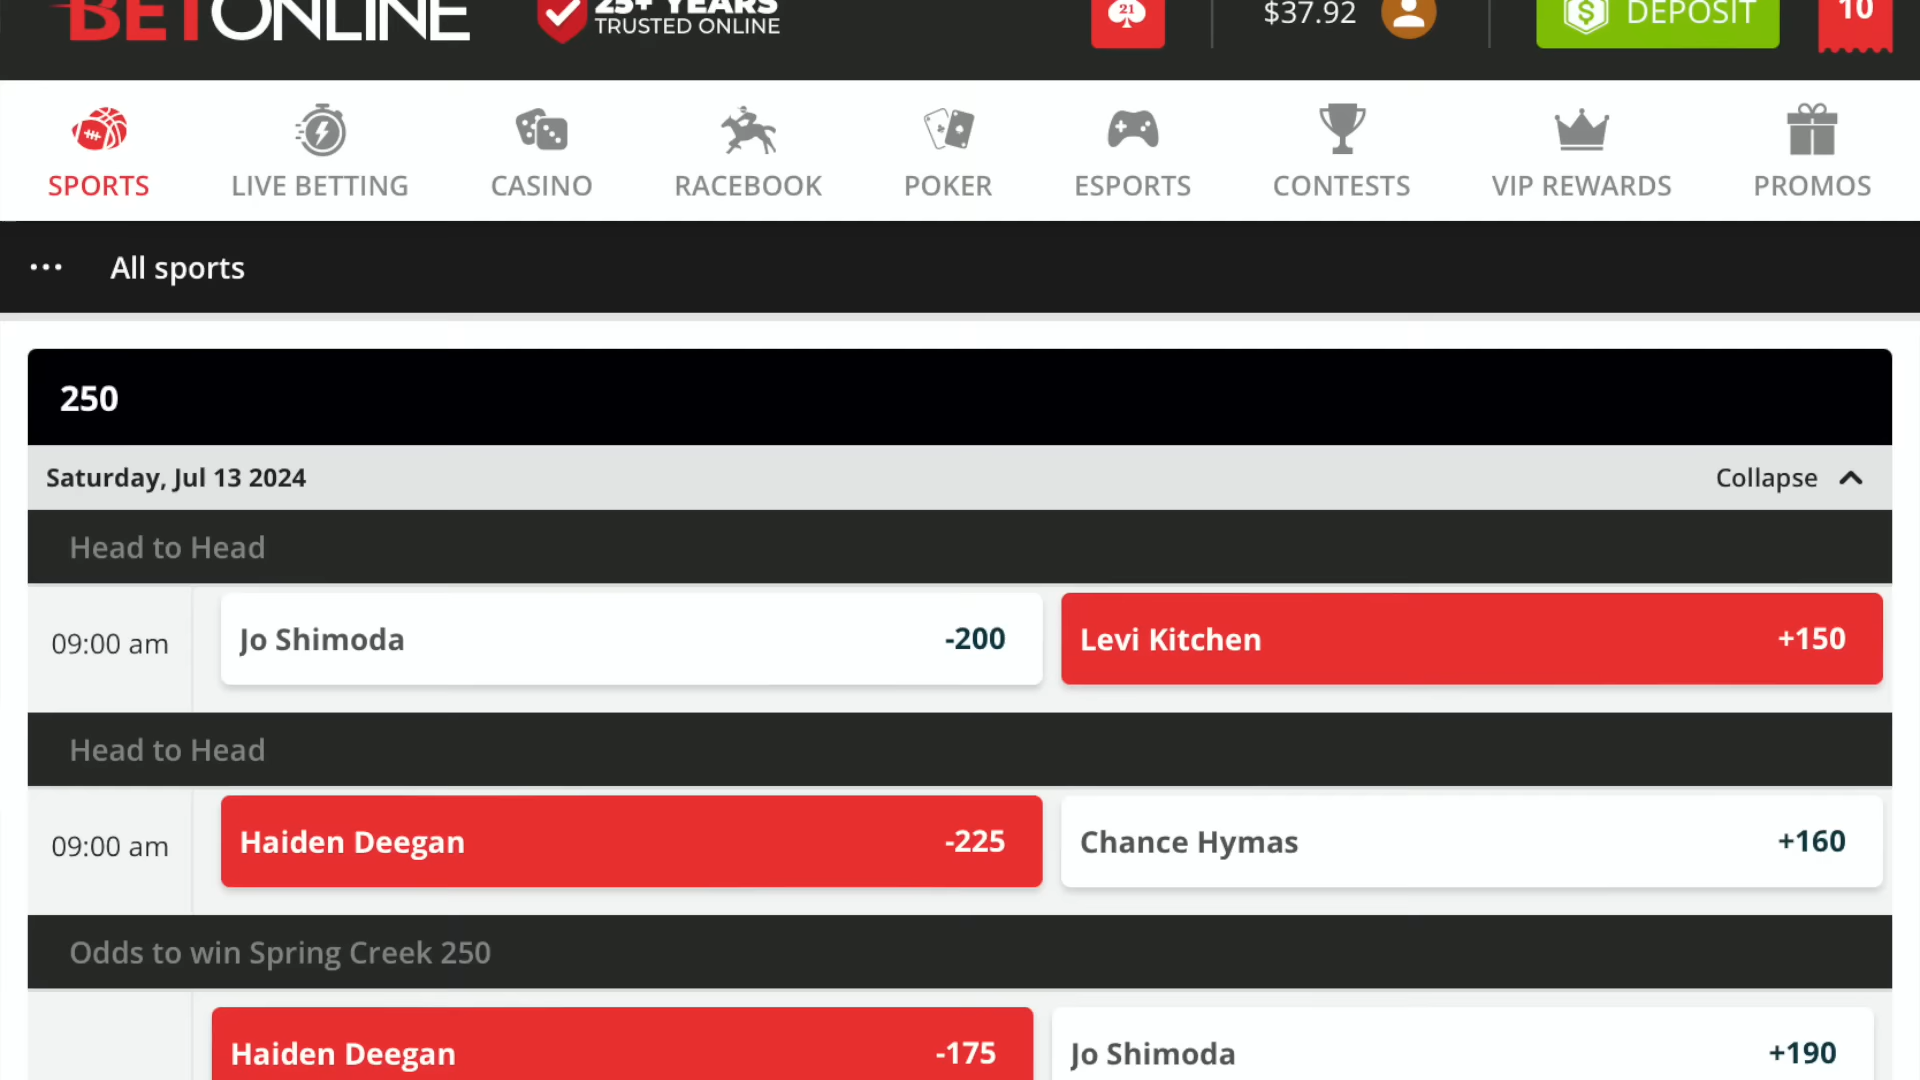 BETONLINE
25+ YEARS
TRUSTED ONLINE
21
$37.92
DEPOSIT
10
SPORTS
LIVE BETTING
CASINO
RACEBOOK
POKER
ESPORTS
CONTESTS
VIP REWARDS
PROMOS
All sports
250
Saturday, Jul 13 2024
Collapse
Head to Head
09:00 am
Jo Shimoda -200
Levi Kitchen +150
Head to Head
09:00 am
Haiden Deegan -225
Chance Hymas +160
Odds to win Spring Creek 250
Haiden Deegan -175
Jo Shimoda +190